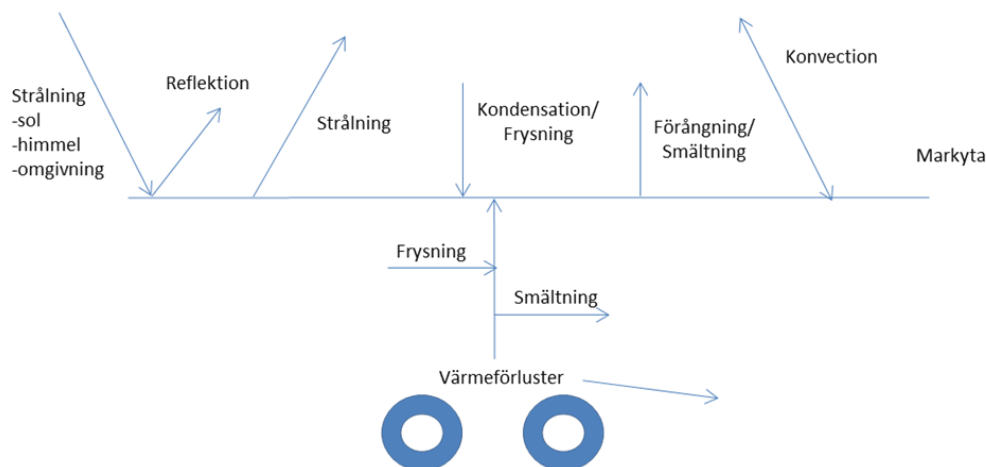 Strålning
-sol
-himmel
-omgivning
Reflektion
Strålning
Kondensation/
Frysning
Förångning/
Smältning
Konvection
Markyta
Frysning
Smältning
Värmeförluster